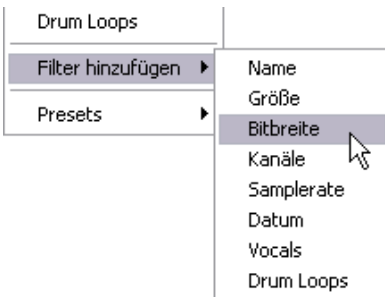 Drum Loops
Filter hinzufügen
Presets
Name
Größe
Bitbreite
Kanäle
Samplerate
Datum
Vocals
Drum Loops